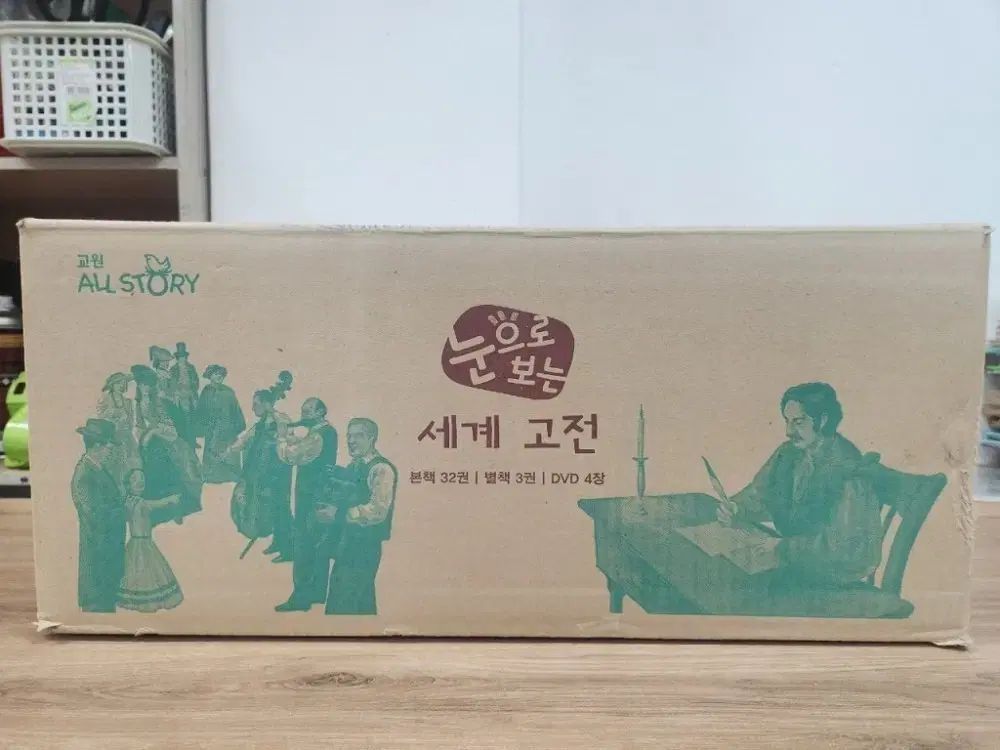 교원
ALL STORY
눈으로
보는
세계 고전
본책 32권 | 별책 3권 | DVD 4장